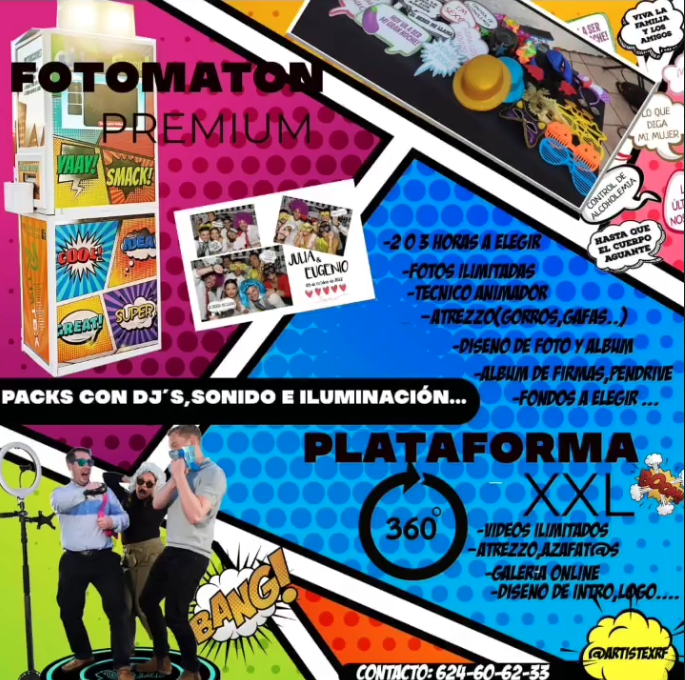 FOTOMATON
PREMIUM
VIVA LA
FAMILIA
Y LOS
AMIGOS
LO QUE
DIGA
MI MUJER
CONTROL DE
ALCOHOLEMIA
HASTA QUE
EL CUERPO
AGUANTE
YAAY!
SMACK!
COOL!
IDEA!
GREAT!
SUPER
JULIA &
EUGENIO
-2 O 3 HORAS A ELEGIR
-FOTOS ILIMITADAS
-TECNICO ANIMADOR
-ATREZZO(GORROS,GAFAS..)
-DISENO DE FOTO Y ALBUM
-ALBUM DE FIRMAS,PENDRIVE
-FONDOS A ELEGIR ...
PACKS CON DJ´S,SONIDO E ILUMINACIÓN...
PLATAFORMA
XXL
360°
-VIDEOS ILIMITADOS
-ATREZZO,AZAFAT@S
-GALERIA ONLINE
-DISENO DE INTRO,LOGO....
BANG!
@ARTISTEXRF
CONTACTO: 624-60-62-33